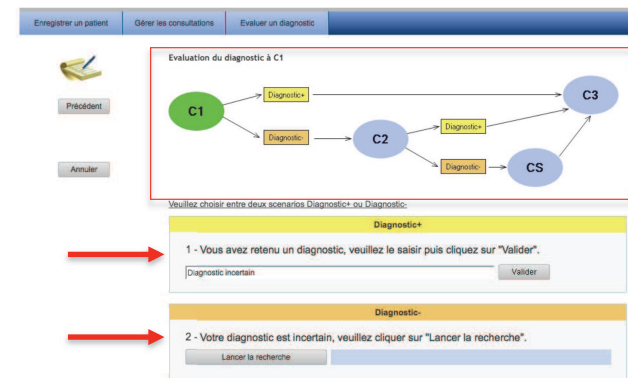 Enregistrer un patient Gérer les consultations Evaluer un diagnostic
Evaluation du diagnostic à C1
Précédent
Annuler
C1
Diagnostic+
Diagnostic-
C2
Diagnostic+
Diagnostic-
C3
CS
Veuillez choisir entre deux scenarios Diagnostic+ ou Diagnostic-
Diagnostic+
1 - Vous avez retenu un diagnostic, veuillez le saisir puis cliquez sur "Valider".
Diagnostic incertain Valider
Diagnostic-
2 - Votre diagnostic est incertain, veuillez cliquer sur "Lancer la recherche".
Lancer la recherche